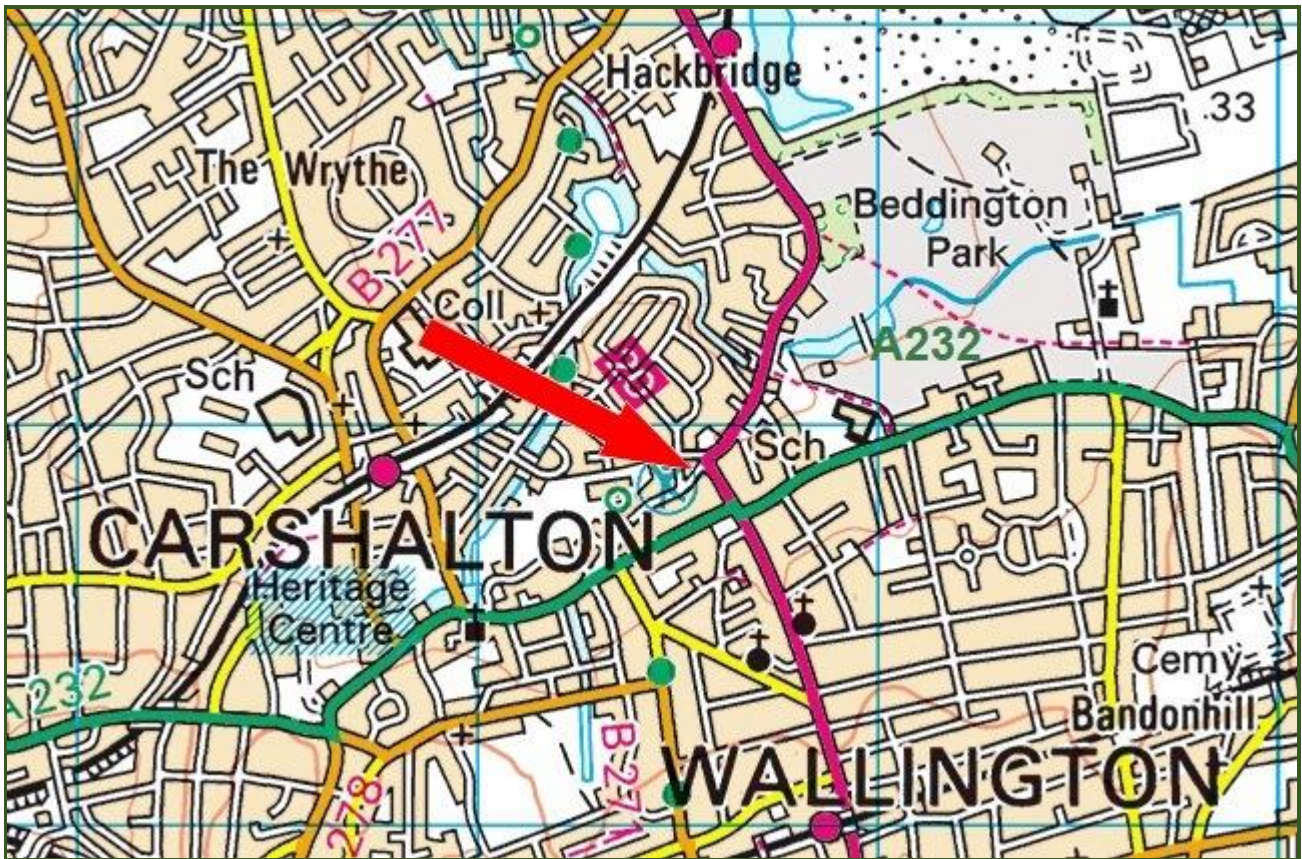 Hackbridge
.33
The Wrythe
Beddington
Park
B 277
Coll
A232
Sch
Sch
CARSHALTON
Heritage
Centre
Cemy
A 232
Bandonhill
B 271
WALLINGTON
278